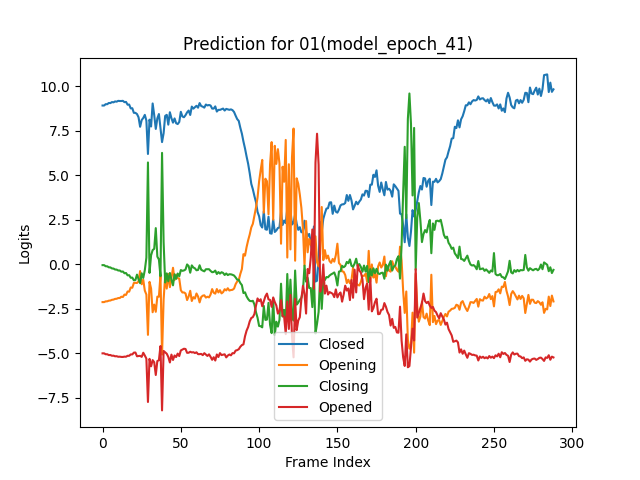 Prediction for 01(model_epoch_41)
10.0
7.5
5.0
2.5
0.0
−2.5
−5.0
−7.5
Logits
Closed
Opening
Closing
Opened
0 50 100 150 200 250 300
Frame Index